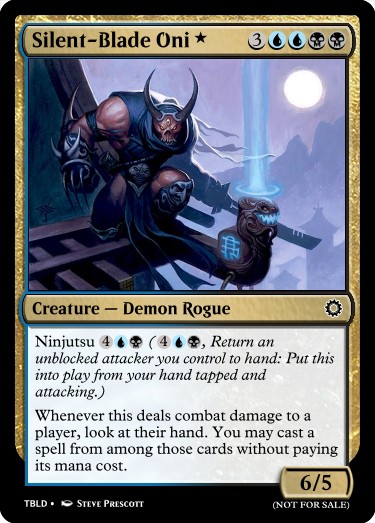 Silent-Blade Oni ★ 3
Creature — Demon Rogue
Ninjutsu 4 ( 4 , Return an
unblocked attacker you control to hand: Put this
into play from your hand tapped and
attacking.)
Whenever this deals combat damage to a
player, look at their hand. You may cast a
spell from among those cards without paying
its mana cost.
6/5
TBLD • Steve Prescott
(NOT FOR SALE)